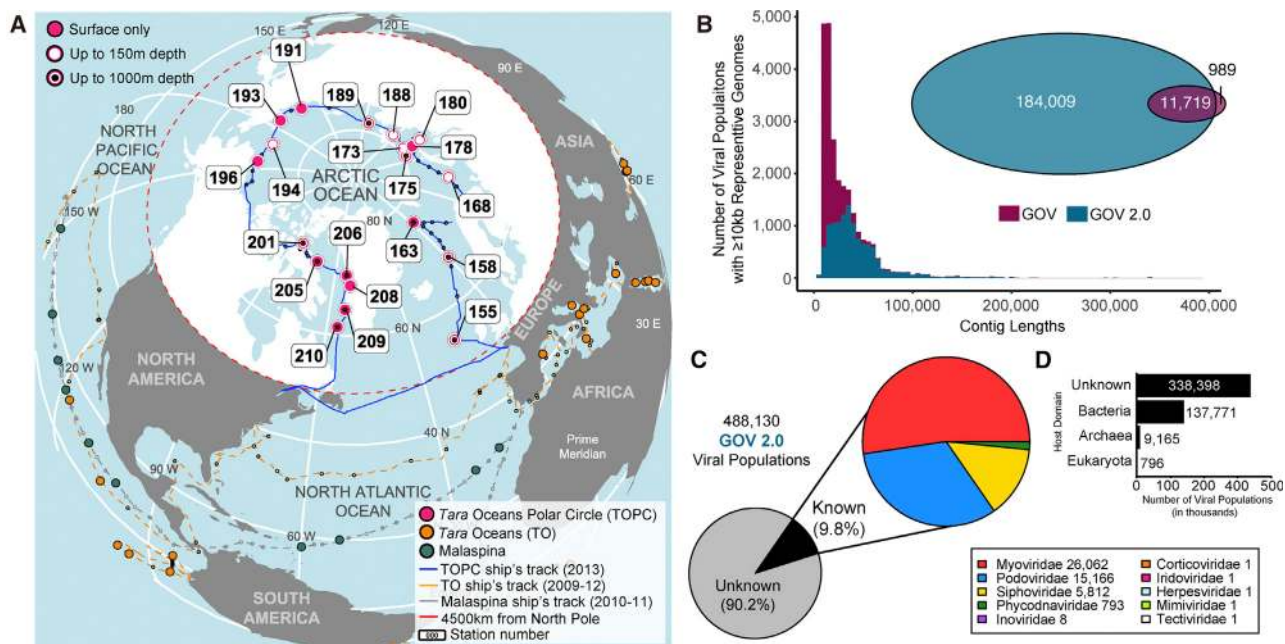 A
Surface only
Up to 150m depth
Up to 1000m depth
150 E
120 E
90 E
60 E
30 E
180
150 W
120 W
90 W
60 W
80 N
60 N
40 N
NORTH
PACIFIC
OCEAN
ARCTIC
OCEAN
ASIA
EUROPE
AFRICA
Prime
Meridian
NORTH
AMERICA
NORTH ATLANTIC
OCEAN
SOUTH
AMERICA
191
193
189
188
180
173
178
196
194
175
168
201
206
163
158
205
208
155
209
210
Tara Oceans Polar Circle (TOPC)
Tara Oceans (TO)
Malaspina
TOPC ship's track (2013)
TO ship's track (2009-12)
Malaspina ship's track (2010-11)
4500km from North Pole
000 Station number
B
Number of Viral Populaitons
with ≥10kb Representtive Genomes
5,000
4,000
3,000
2,000
1,000
0
0
100,000
200,000
300,000
400,000
Contig Lengths
184,009
11,719
989
GOV
GOV 2.0
C
488,130
GOV 2.0
Viral Populations
Known
(9.8%)
Unknown
(90.2%)
D
Host Domain
Unknown
338,398
Bacteria
137,771
Archaea
9,165
Eukaryota
796
0 100 200 300 400 500
Number of Viral Populations
(in thousands)
Myoviridae 26,062
Podoviridae 15,166
Siphoviridae 5,812
Phycodnaviridae 793
Inoviridae 8
Corticoviridae 1
Iridoviridae 1
Herpesviridae 1
Mimiviridae 1
Tectiviridae 1